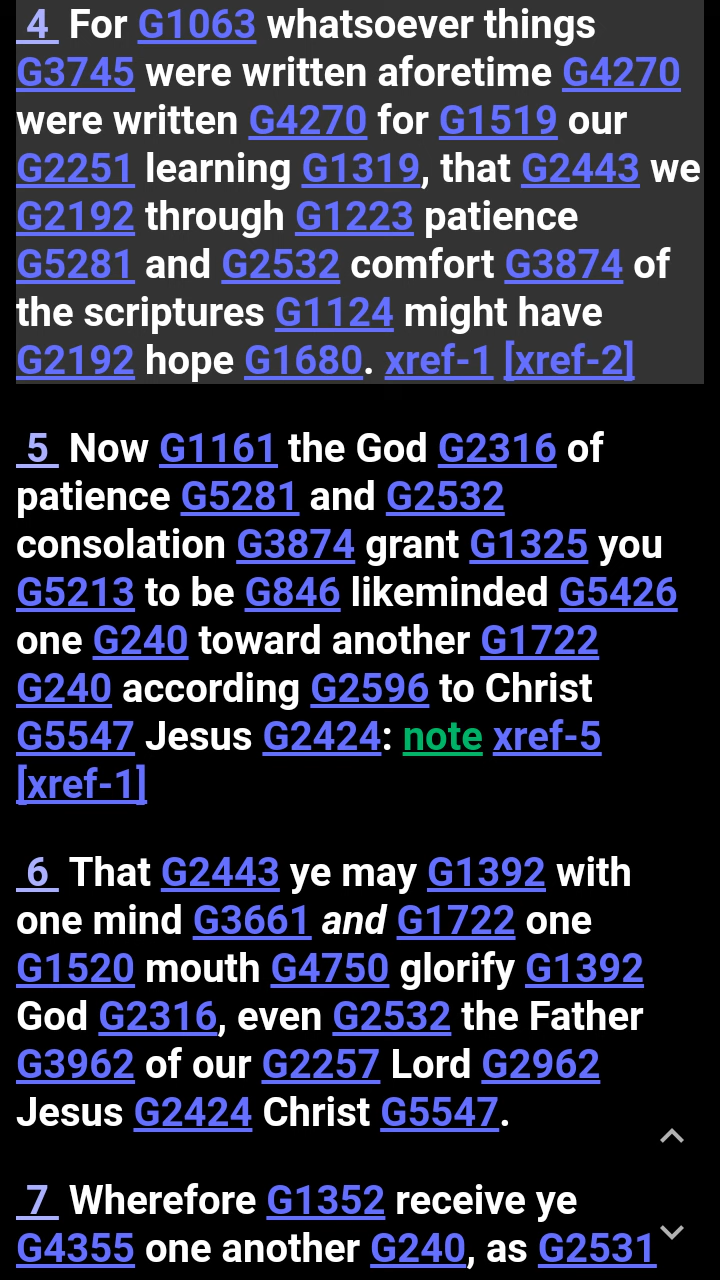 4 For G1063 whatsoever things
G3745 were written aforetime G4270
were written G4270 for G1519 our
G2251 learning G1319, that G2443 we
G2192 through G1223 patience
G5281 and G2532 comfort G3874 of
the scriptures G1124 might have
G2192 hope G1680. xref-1 [xref-2]
5 Now G1161 the God G2316 of
patience G5281 and G2532
consolation G3874 grant G1325 you
G5213 to be G846 likeminded G5426
one G240 toward another G1722
G240 according G2596 to Christ
G5547 Jesus G2424: note xref-5
[xref-1]
6 That G2443 ye may G1392 with
one mind G3661 and G1722 one
G1520 mouth G4750 glorify G1392
God G2316, even G2532 the Father
G3962 of our G2257 Lord G2962
Jesus G2424 Christ G5547.
7 Wherefore G1352 receive ye
G4355 one another G240, as G2531